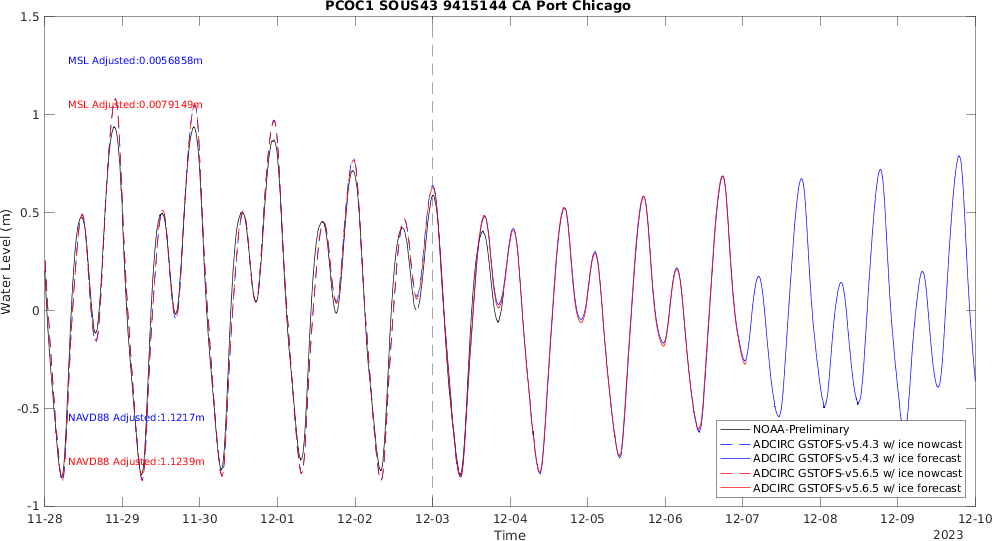 PCOC1 SOUS43 9415144 CA Port Chicago
1.5
MSL Adjusted:0.0056858m
MSL Adjusted:0.0079149m
1
0.5
Water Level (m)
0
-0.5
NAVD88 Adjusted:1.1217m
NAVD88 Adjusted:1.1239m
-1
NOAA-Preliminary
ADCIRC GSTOFS-v5.4.3 w/ ice nowcast
ADCIRC GSTOFS-v5.4.3 w/ ice forecast
ADCIRC GSTOFS-v5.6.5 w/ ice nowcast
ADCIRC GSTOFS-v5.6.5 w/ ice forecast
11-28 11-29 11-30 12-01 12-02 12-03 12-04 12-05 12-06 12-07 12-08 12-09 12-10
Time
2023